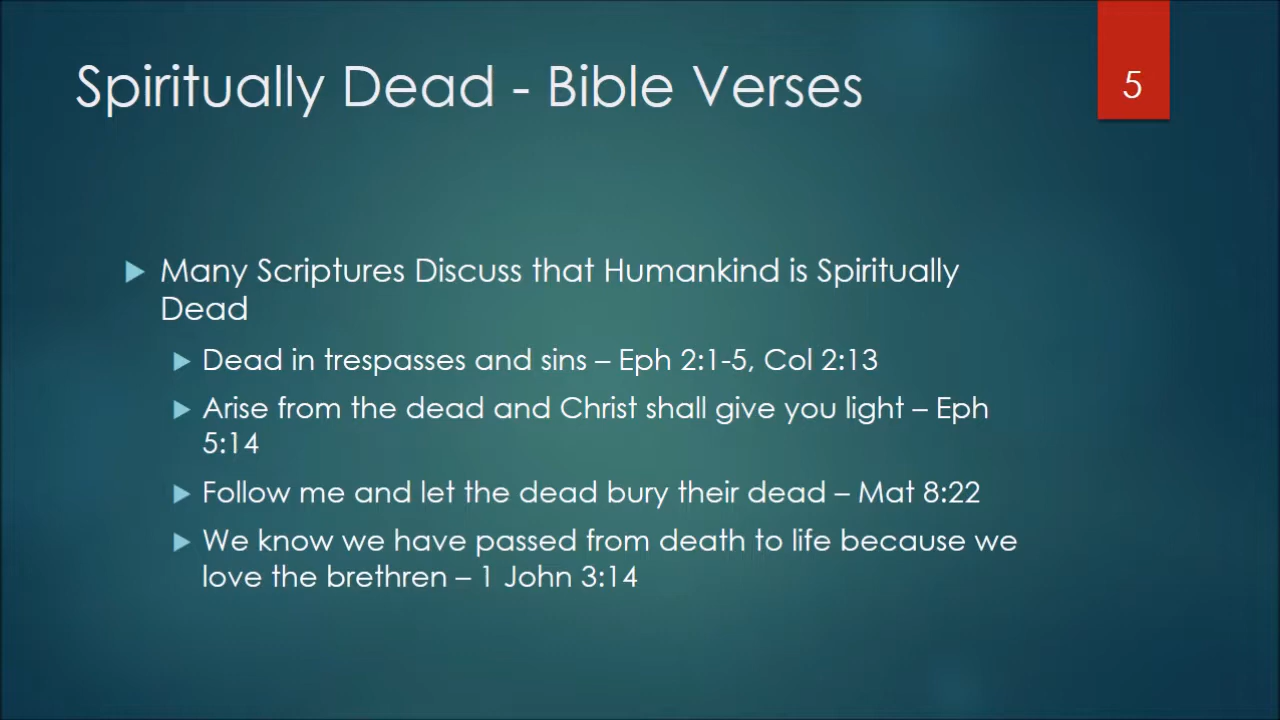 Spiritually Dead - Bible Verses
5
Many Scriptures Discuss that Humankind is Spiritually
Dead
Dead in trespasses and sins – Eph 2:1-5, Col 2:13
Arise from the dead and Christ shall give you light – Eph
5:14
Follow me and let the dead bury their dead – Mat 8:22
We know we have passed from death to life because we
love the brethren – 1 John 3:14